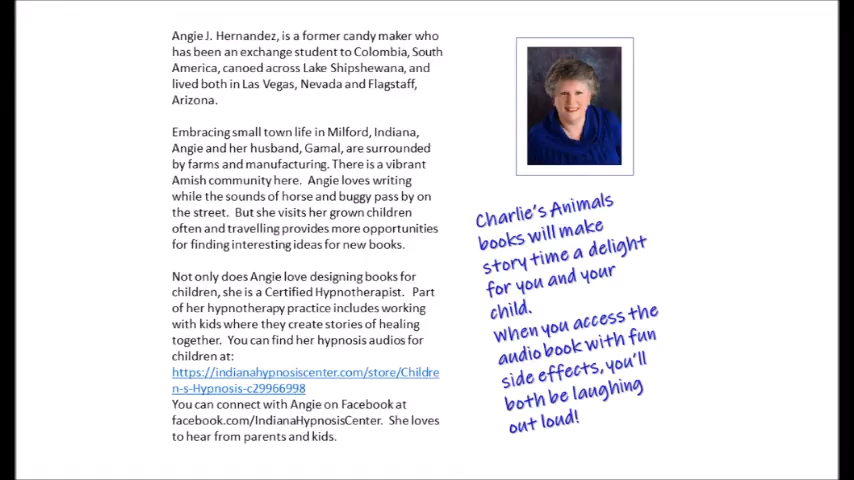 Angie J. Hernandez, is a former candy maker who
has been an exchange student to Colombia, South
America, canoed across Lake Shipshewana, and
lived both in Las Vegas, Nevada and Flagstaff,
Arizona.
Embracing small town life in Milford, Indiana,
Angie and her husband, Gamal, are surrounded
by farms and manufacturing. There is a vibrant
Amish community here. Angie loves writing
while the sounds of horse and buggy pass by on
the street. But she visits her grown children
often and travelling provides more opportunities
for finding interesting ideas for new books.
Not only does Angie love designing books for
children, she is a Certified Hypnotherapist. Part
of her hypnotherapy practice includes working
with kids where they create stories of healing
together. You can find her hypnosis audios for
children at:
https://indianahypnosiscenter.com/store/Childre
n-s-Hypnosis-c29966998
You can connect with Angie on Facebook at
facebook.com/IndianaHypnosisCenter. She loves
to hear from parents and kids.
Charlie's Animals
books will make
story time a delight
for you and your
child.
When you access the
audio book with fun
side effects, you'll
both be laughing
out loud!